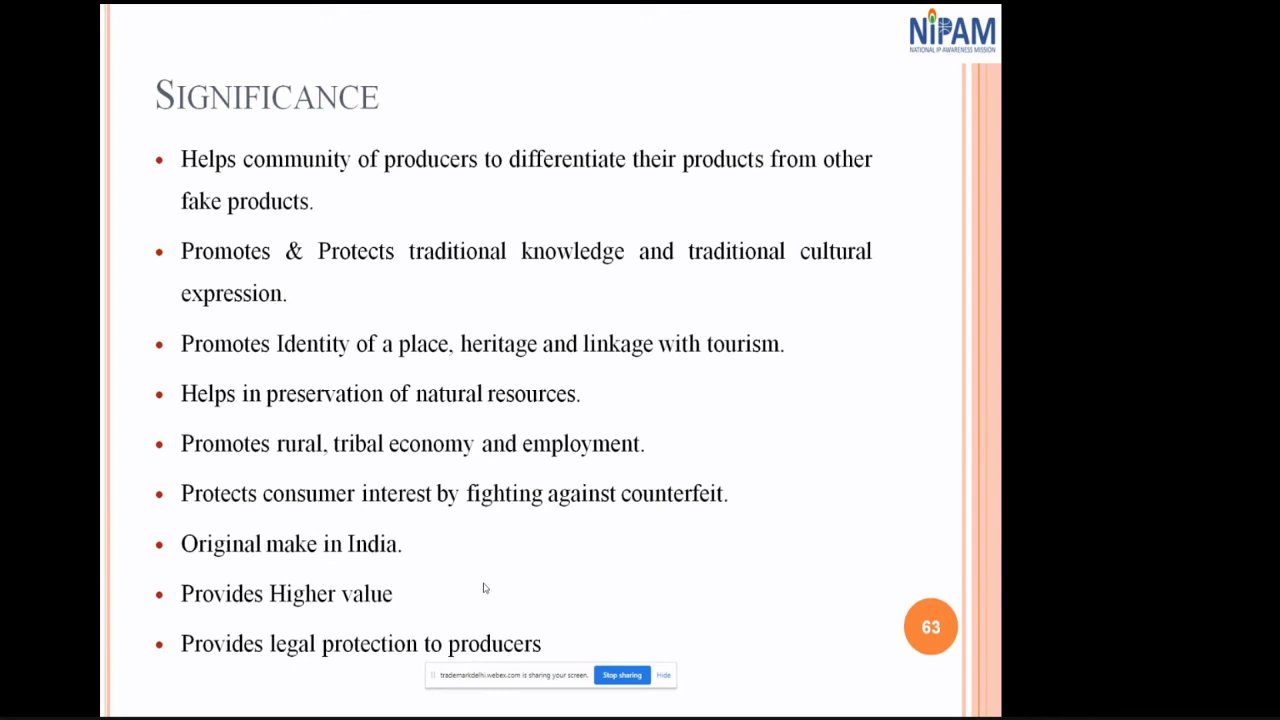 NiPAM
NATIONAL IP AWARENESS MISSION
SIGNIFICANCE
• Helps community of producers to differentiate their products from other
fake products.
• Promotes & Protects traditional knowledge and traditional cultural
expression.
• Promotes Identity of a place, heritage and linkage with tourism.
• Helps in preservation of natural resources.
• Promotes rural, tribal economy and employment.
• Protects consumer interest by fighting against counterfeit.
• Original make in India.
• Provides Higher value
63
• Provides legal protection to producers
trademarkdelhi.webex.com is sharing your screen. Stop sharing Hide